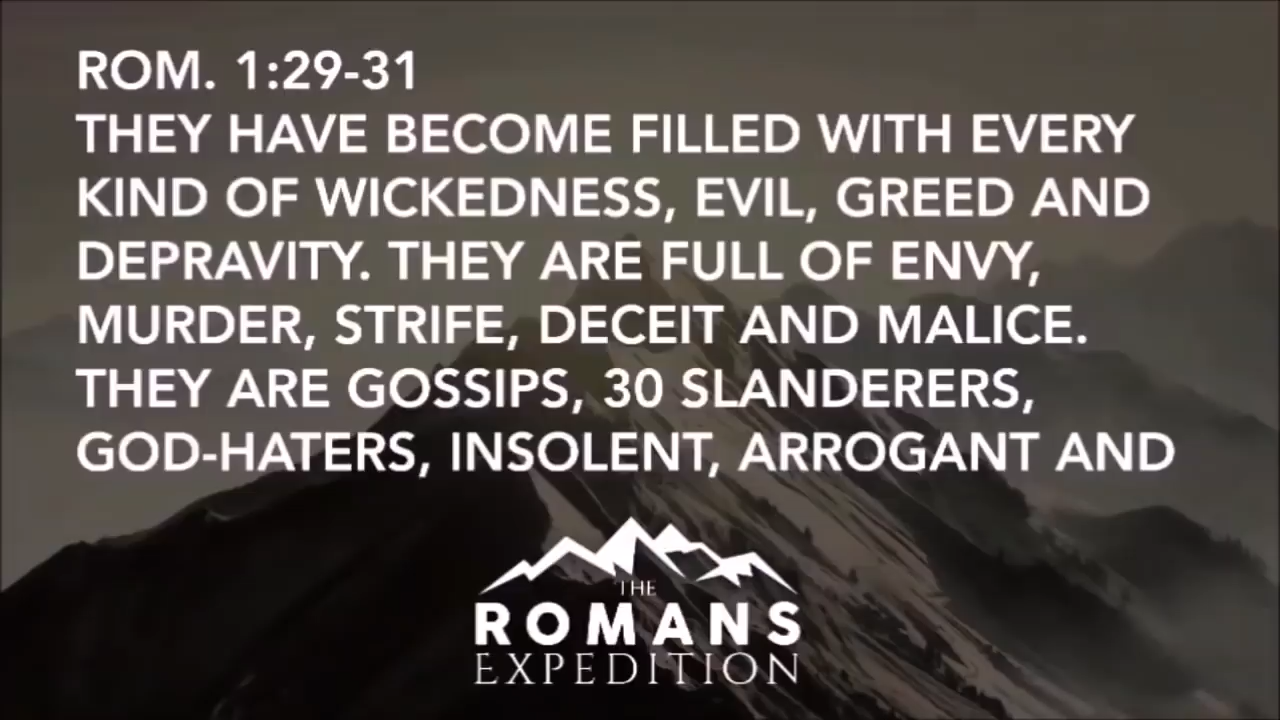 ROM. 1:29-31
THEY HAVE BECOME FILLED WITH EVERY
KIND OF WICKEDNESS, EVIL, GREED AND
DEPRAVITY. THEY ARE FULL OF ENVY,
MURDER, STRIFE, DECEIT AND MALICE.
THEY ARE GOSSIPS, 30 SLANDERERS,
GOD-HATERS, INSOLENT, ARROGANT AND
THE
ROMANS
EXPEDITION